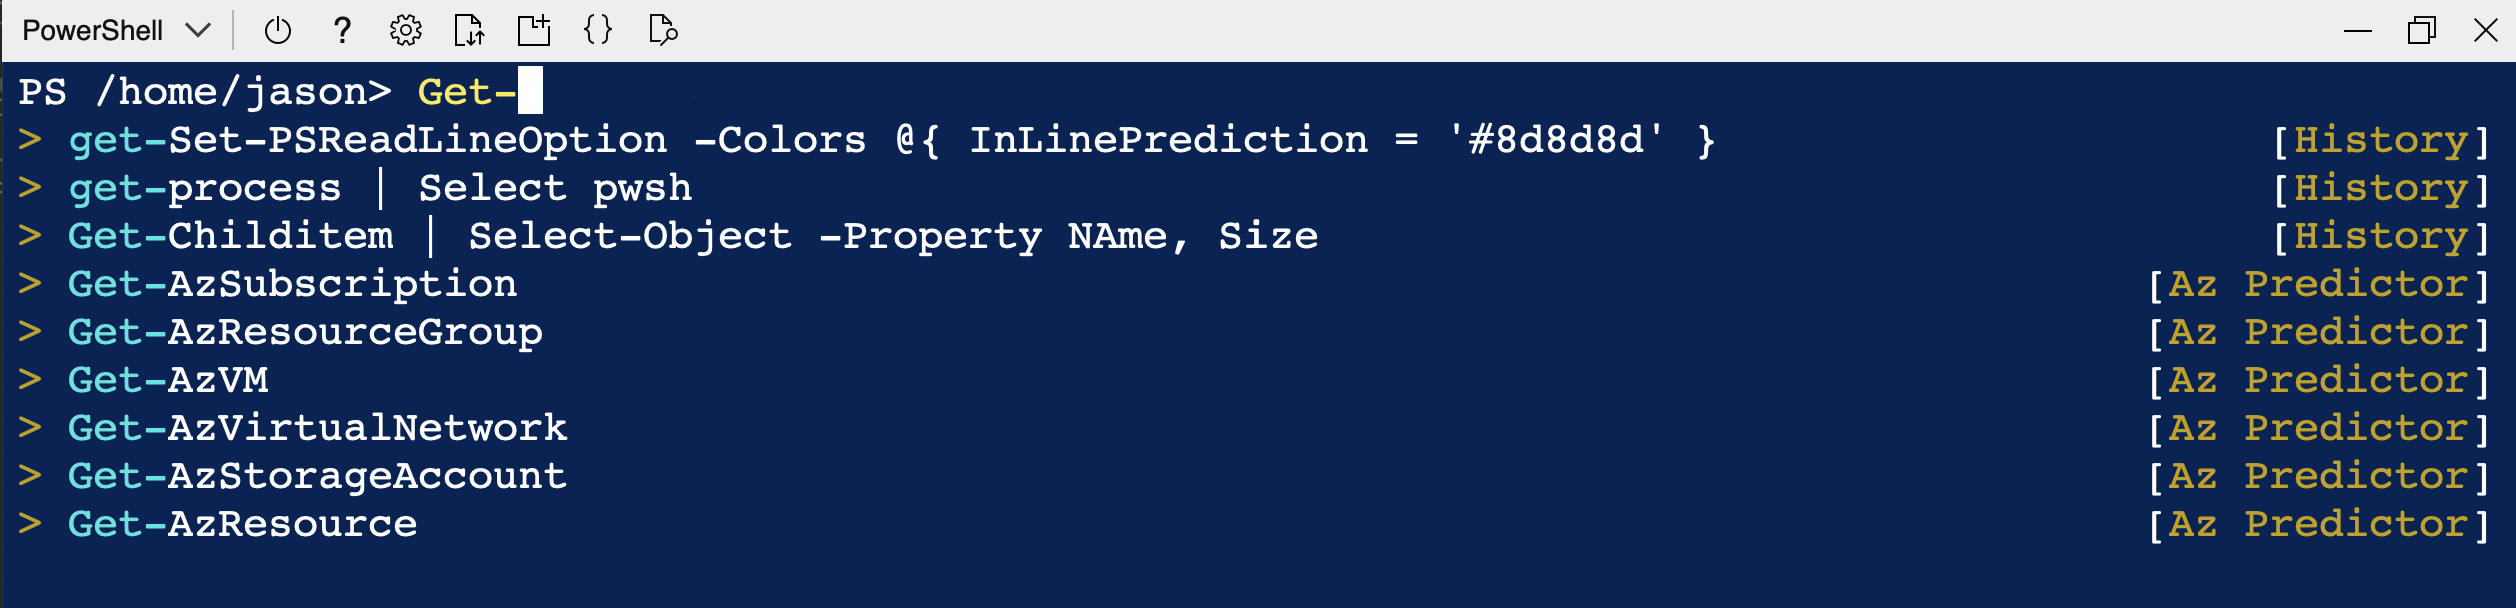 PowerShell
PS /home/jason> Get-
> get-Set-PSReadLineOption -Colors @{ InLinePrediction = '#8d8d8d' } [History]
> get-process | Select pwsh [History]
> Get-Childitem | Select-Object -Property NAme, Size [History]
> Get-AzSubscription [Az Predictor]
> Get-AzResourceGroup [Az Predictor]
> Get-AzVM [Az Predictor]
> Get-AzVirtualNetwork [Az Predictor]
> Get-AzStorageAccount [Az Predictor]
> Get-AzResource [Az Predictor]